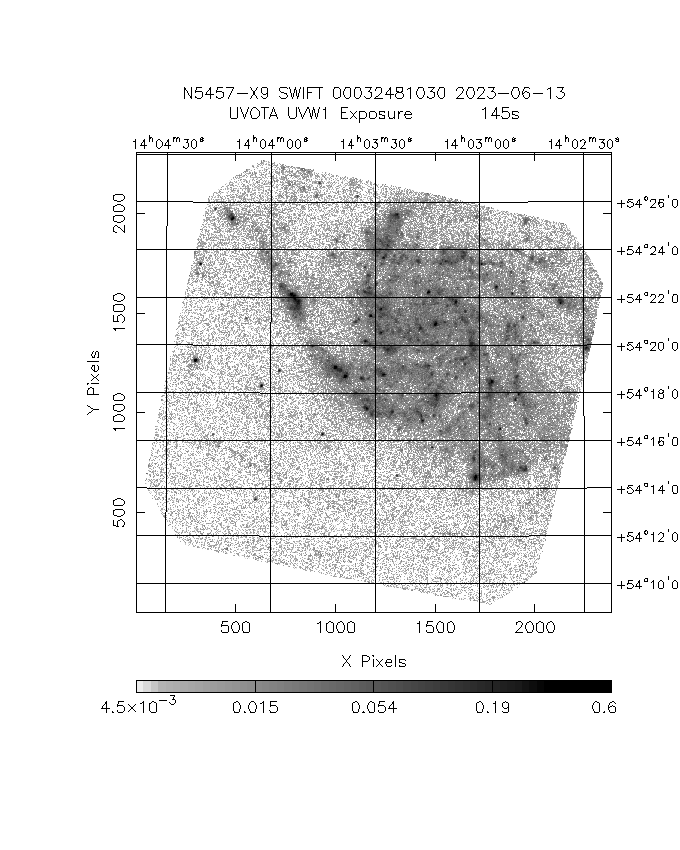 N5457-X9 SWIFT 00032481030 2023-06-13
UVOTA UVW1 Exposure 145s
14ʰ04ᵐ30ˢ 14ʰ04ᵐ00ˢ 14ʰ03ᵐ30ˢ 14ʰ03ᵐ00ˢ 14ʰ02ᵐ30ˢ
+54°26'0
+54°24'0
+54°22'0
+54°20'0
+54°18'0
+54°16'0
+54°14'0
+54°12'0
+54°10'0
2000
1500
1000
500
Y Pixels
500 1000 1500 2000
X Pixels
4.5×10⁻³ 0.015 0.054 0.19 0.6